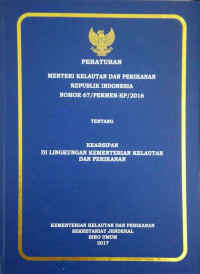 PERATURAN
MENTERI KELAUTAN DAN PERIKANAN
REPUBLIK INDONESIA
NOMOR 67/PERMEN-KP/2016
TENTANG
KEARSIPAN
DI LINGKUNGAN KEMENTERIAN KELAUTAN
DAN PERIKANAN
KEMENTERIAN KELAUTAN DAN PERIKANAN
SEKRETARIAT JENDERAL
BIRO UMUM
2017